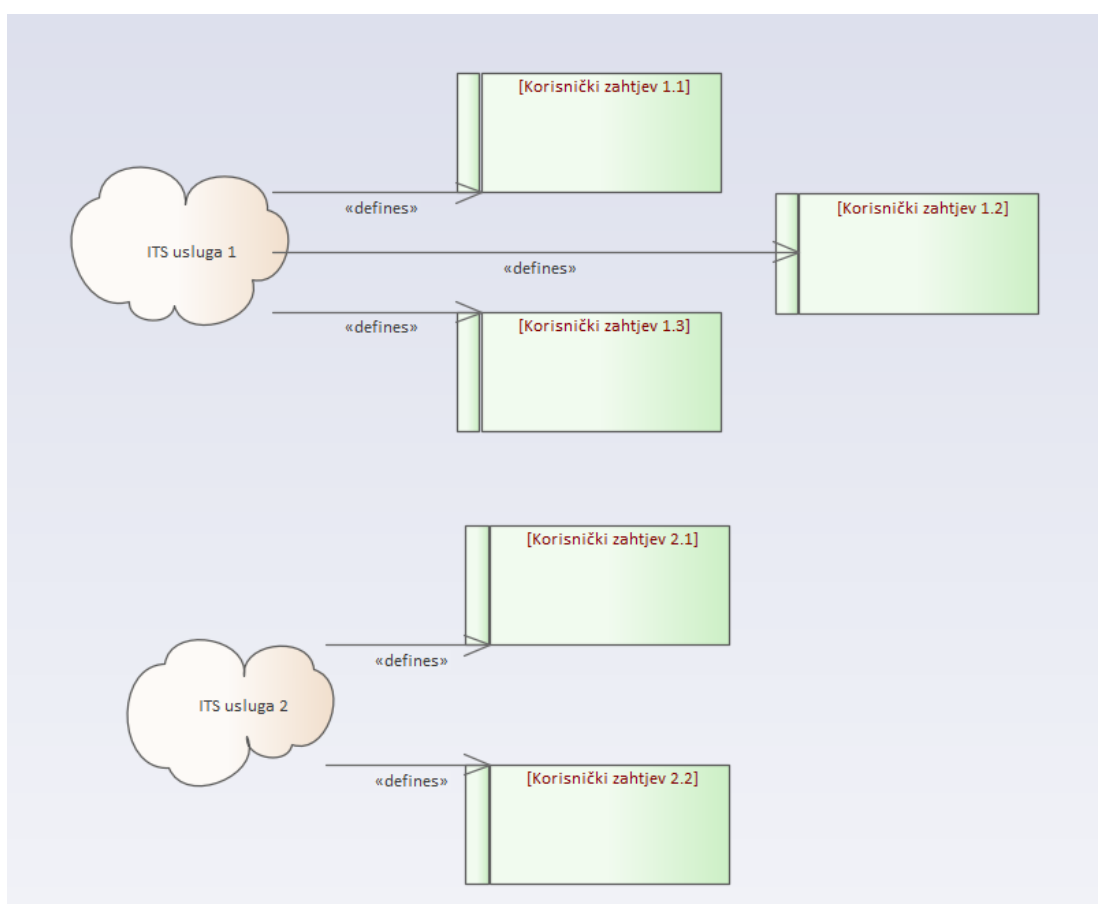 [Korisnički zahtjev 1.1]
«defines»
[Korisnički zahtjev 1.2]
ITS usluga 1
«defines»
«defines»
[Korisnički zahtjev 1.3]
[Korisnički zahtjev 2.1]
«defines»
ITS usluga 2
«defines»
[Korisnički zahtjev 2.2]